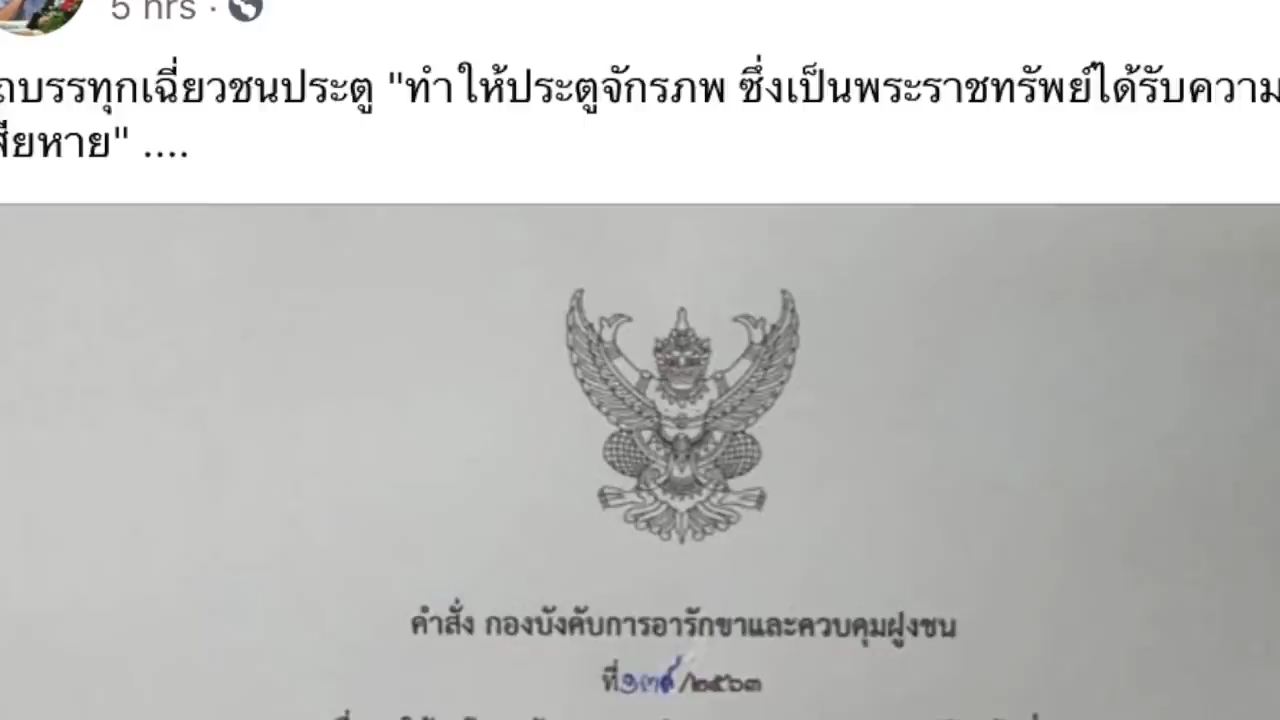 5 hrs ·
รถบรรทุกเฉี่ยวชนประตู "ทำให้ประตูจักรภพ ซึ่งเป็นพระราชทรัพย์ได้รับความ
เสียหาย" ....
คำสั่ง กองบังคับการอารักขาและควบคุมฝูงชน
ที่ /๒๕๖๓